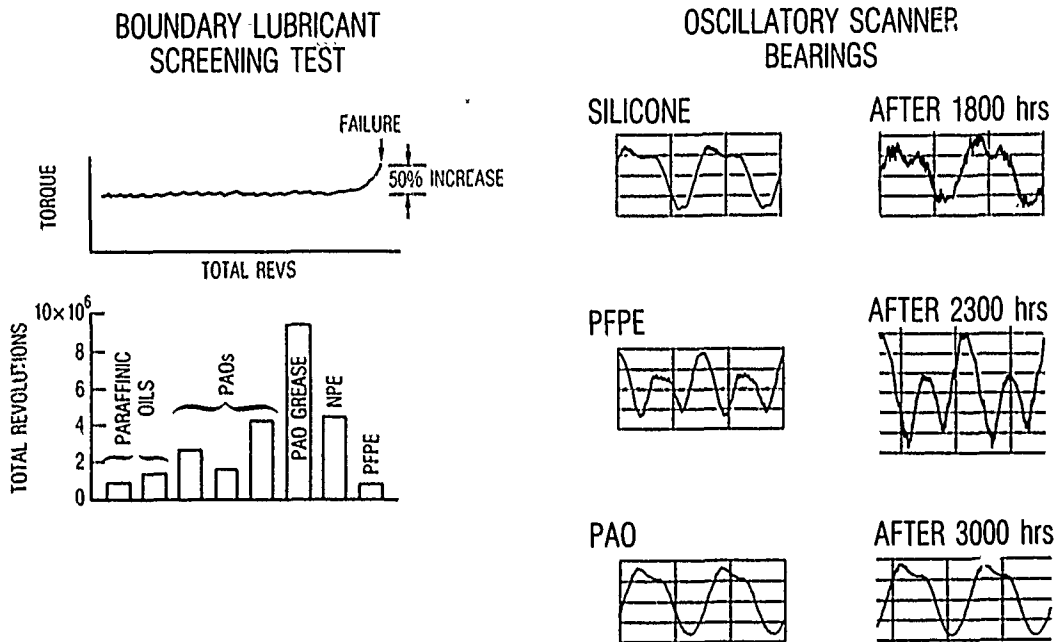 BOUNDARY LUBRICANT
SCREENING TEST
FAILURE
50% INCREASE
TORQUE
TOTAL REVS
10×10⁶
8
6
4
2
0
TOTAL REVOLUTIONS
PARAFFINIC
OILS
PAOs
PAO GREASE
NPE
PFPE
OSCILLATORY SCANNER
BEARINGS
SILICONE
AFTER 1800 hrs
PFPE
AFTER 2300 hrs
PAO
AFTER 3000 hrs